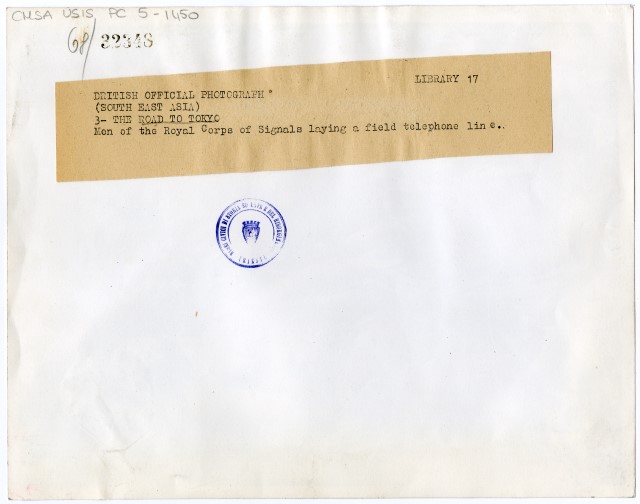 CMSA USIS PC 5-1450
68/ 32348
LIBRARY 17
BRITISH OFFICIAL PHOTOGRAPH
(SOUTH EAST ASIA)
3- THE ROAD TO TOKYO
Men of the Royal Corps of Signals laying a field telephone line.